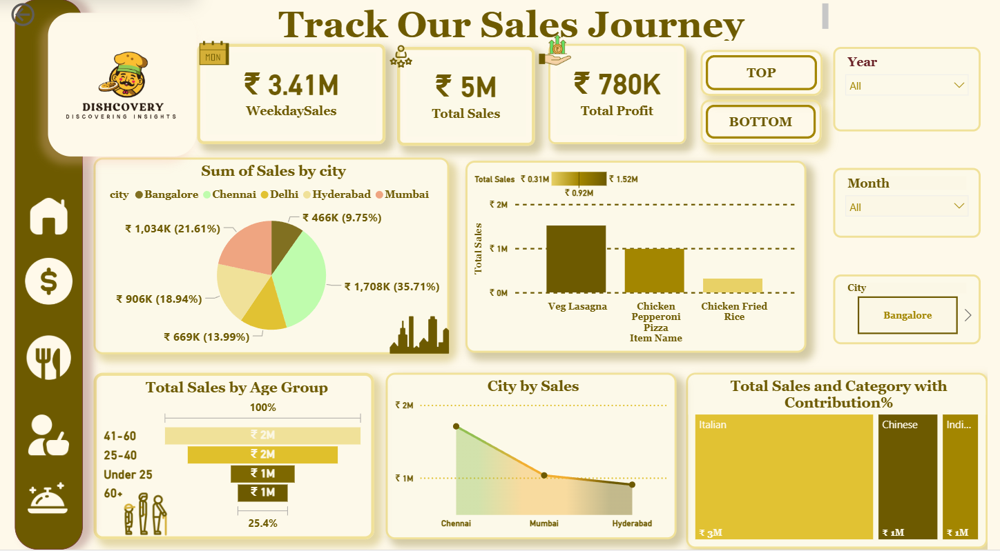 Track Our Sales Journey
MON
₹ 3.41M
WeekdaySales
₹ 5M
Total Sales
₹ 780K
Total Profit
TOP
BOTTOM
Year
All
DISHCOVERY
DISCOVERING INSIGHTS
Sum of Sales by city
city Bangalore Chennai Delhi Hyderabad Mumbai
₹ 466K (9.75%)
₹ 1,034K (21.61%)
₹ 1,708K (35.71%)
₹ 906K (18.94%)
₹ 669K (13.99%)
Total Sales ₹ 0.31M ₹ 1.52M
₹ 0.92M
₹ 2M
₹ 1M
₹ 0M
Total Sales
Veg Lasagna
Chicken
Pepperoni
Pizza
Chicken Fried
Rice
Item Name
Month
All
City
Bangalore
Total Sales by Age Group
100%
41-60 ₹ 2M
25-40 ₹ 2M
Under 25 ₹ 1M
60+ ₹ 1M
25.4%
City by Sales
₹ 2M
₹ 1M
Chennai Mumbai Hyderabad
Total Sales and Category with
Contribution%
Italian
₹ 3M
Chinese
₹ 1M
Indi...
₹ 1M